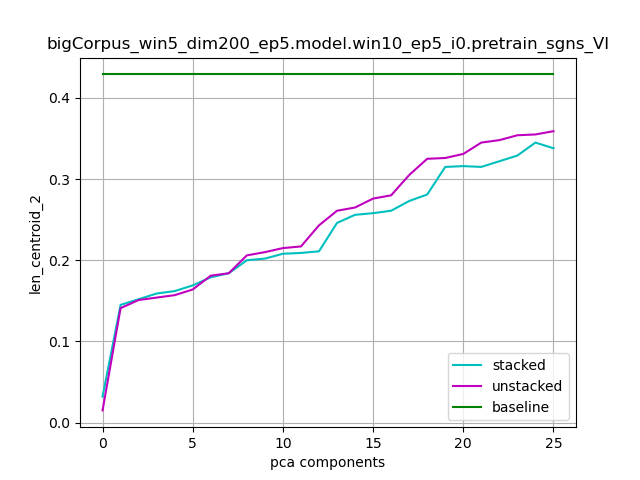 bigCorpus_win5_dim200_ep5.model.win10_ep5_i0.pretrain_sgns_VI
0.4
0.3
0.2
0.1
0.0
len_centroid_2
stacked
unstacked
baseline
0 5 10 15 20 25
pca components